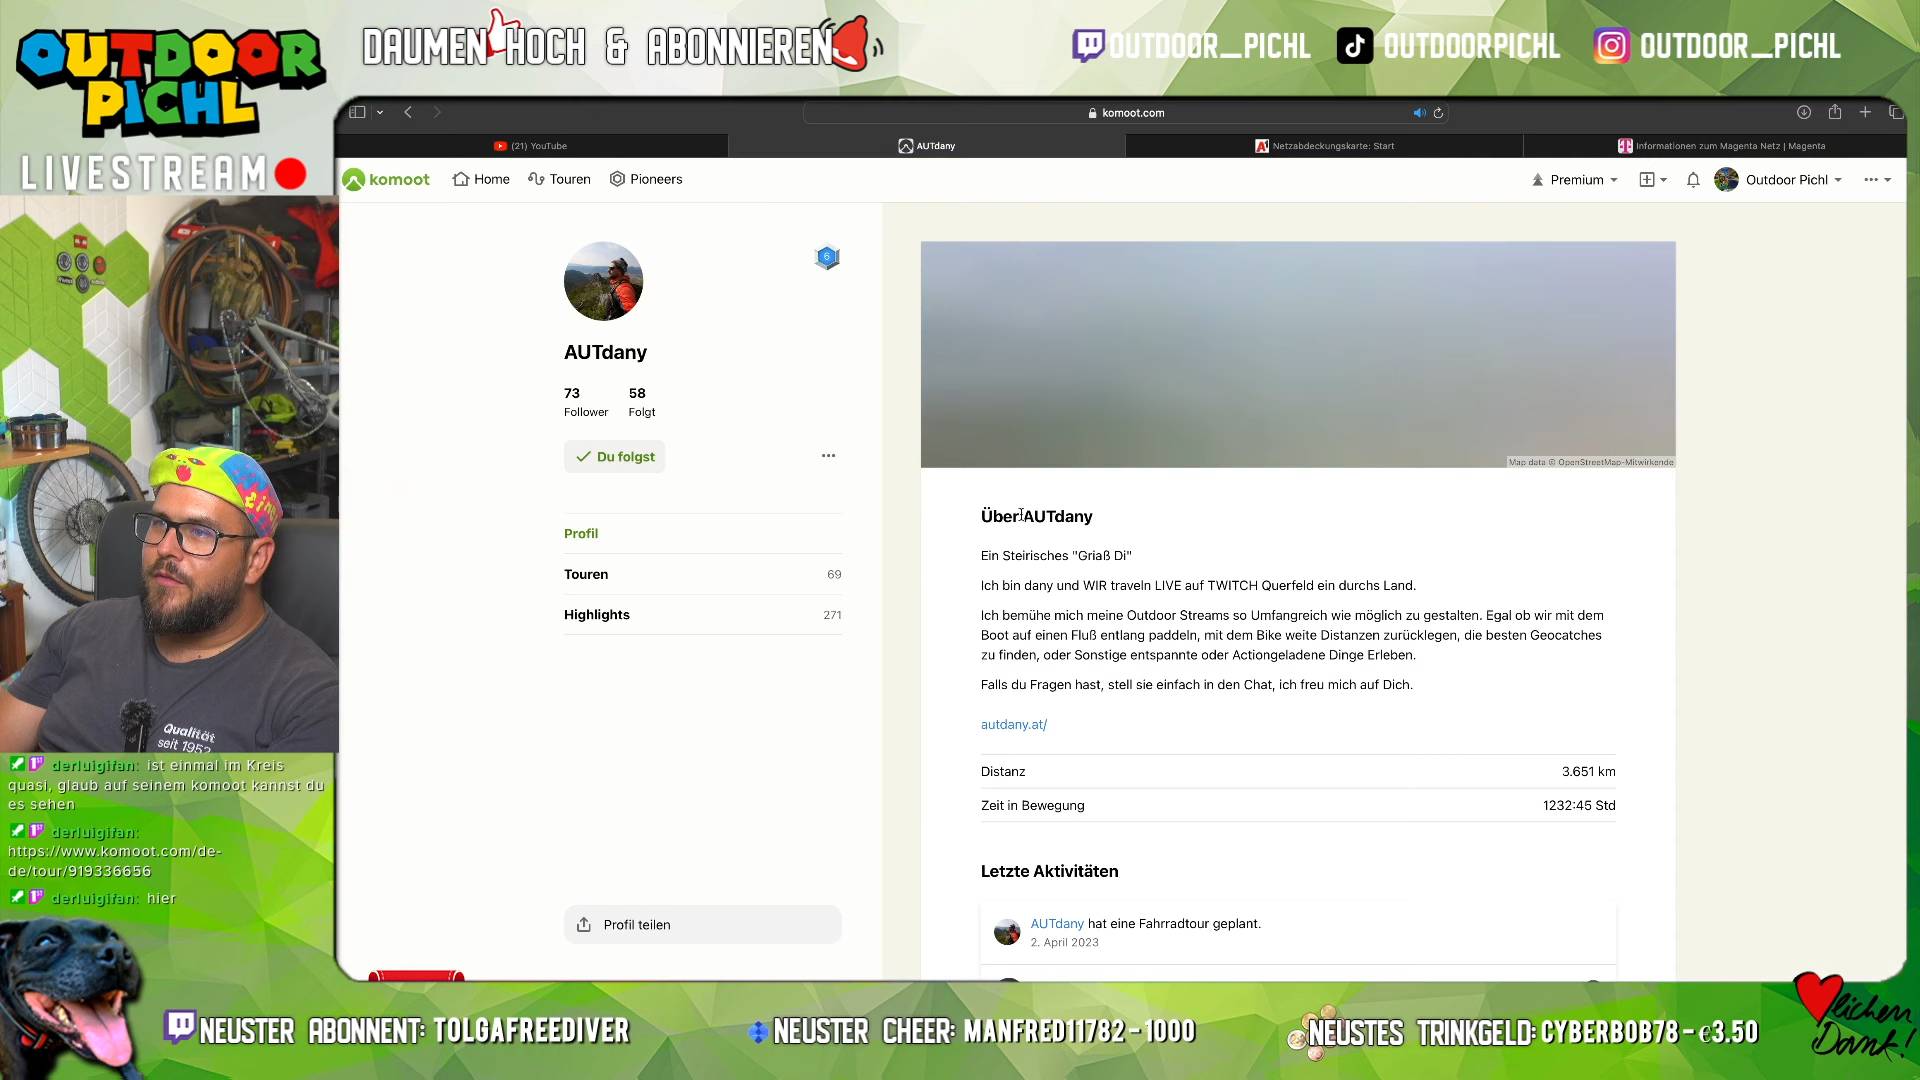 OUTDOOR
PICHL
LIVESTREAM
DAUMEN HOCH & ABONNIEREN
OUTDOOR_PICHL
OUTDOORPICHL
OUTDOOR_PICHL
komoot.com
(21) YouTube
AUTdany
Netzabdeckungskarte: Start
Informationen zum Magenta Netz | Magenta
komoot
Home
Touren
Pioneers
Premium
Outdoor Pichl
6
AUTdany
73
58
Follower
Folgt
Du folgst
Profil
Touren
69
Highlights
271
Profil teilen
Map data © OpenStreetMap-Mitwirkende
Über AUTdany
Ein Steirisches "Griaß Di"
Ich bin dany und WIR traveln LIVE auf TWITCH Querfeld ein durchs Land.
Ich bemühe mich meine Outdoor Streams so Umfangreich wie möglich zu gestalten. Egal ob wir mit dem
Boot auf einen Fluß entlang paddeln, mit dem Bike weite Distanzen zurücklegen, die besten Geocatches
zu finden, oder Sonstige entspannte oder Actiongeladene Dinge Erleben.
Falls du Fragen hast, stell sie einfach in den Chat, ich freu mich auf Dich.
autdany.at/
Distanz
3.651 km
Zeit in Bewegung
1232:45 Std
Letzte Aktivitäten
AUTdany hat eine Fahrradtour geplant.
2. April 2023
Qualität
seit 1952
derluigifan: ist einmal im Kreis
quasi, glaub auf seinem komoot kannst du
es sehen
derluigifan:
https://www.komoot.com/de-
de/tour/919336656
derluigifan: hier
NEUSTER ABONNENT: TOLGAFREEDIVER
NEUSTER CHEER: MANFRED11782 - 1000
NEUSTES TRINKGELD: CYBERBOB78 - €3.50
lichen
Dank!